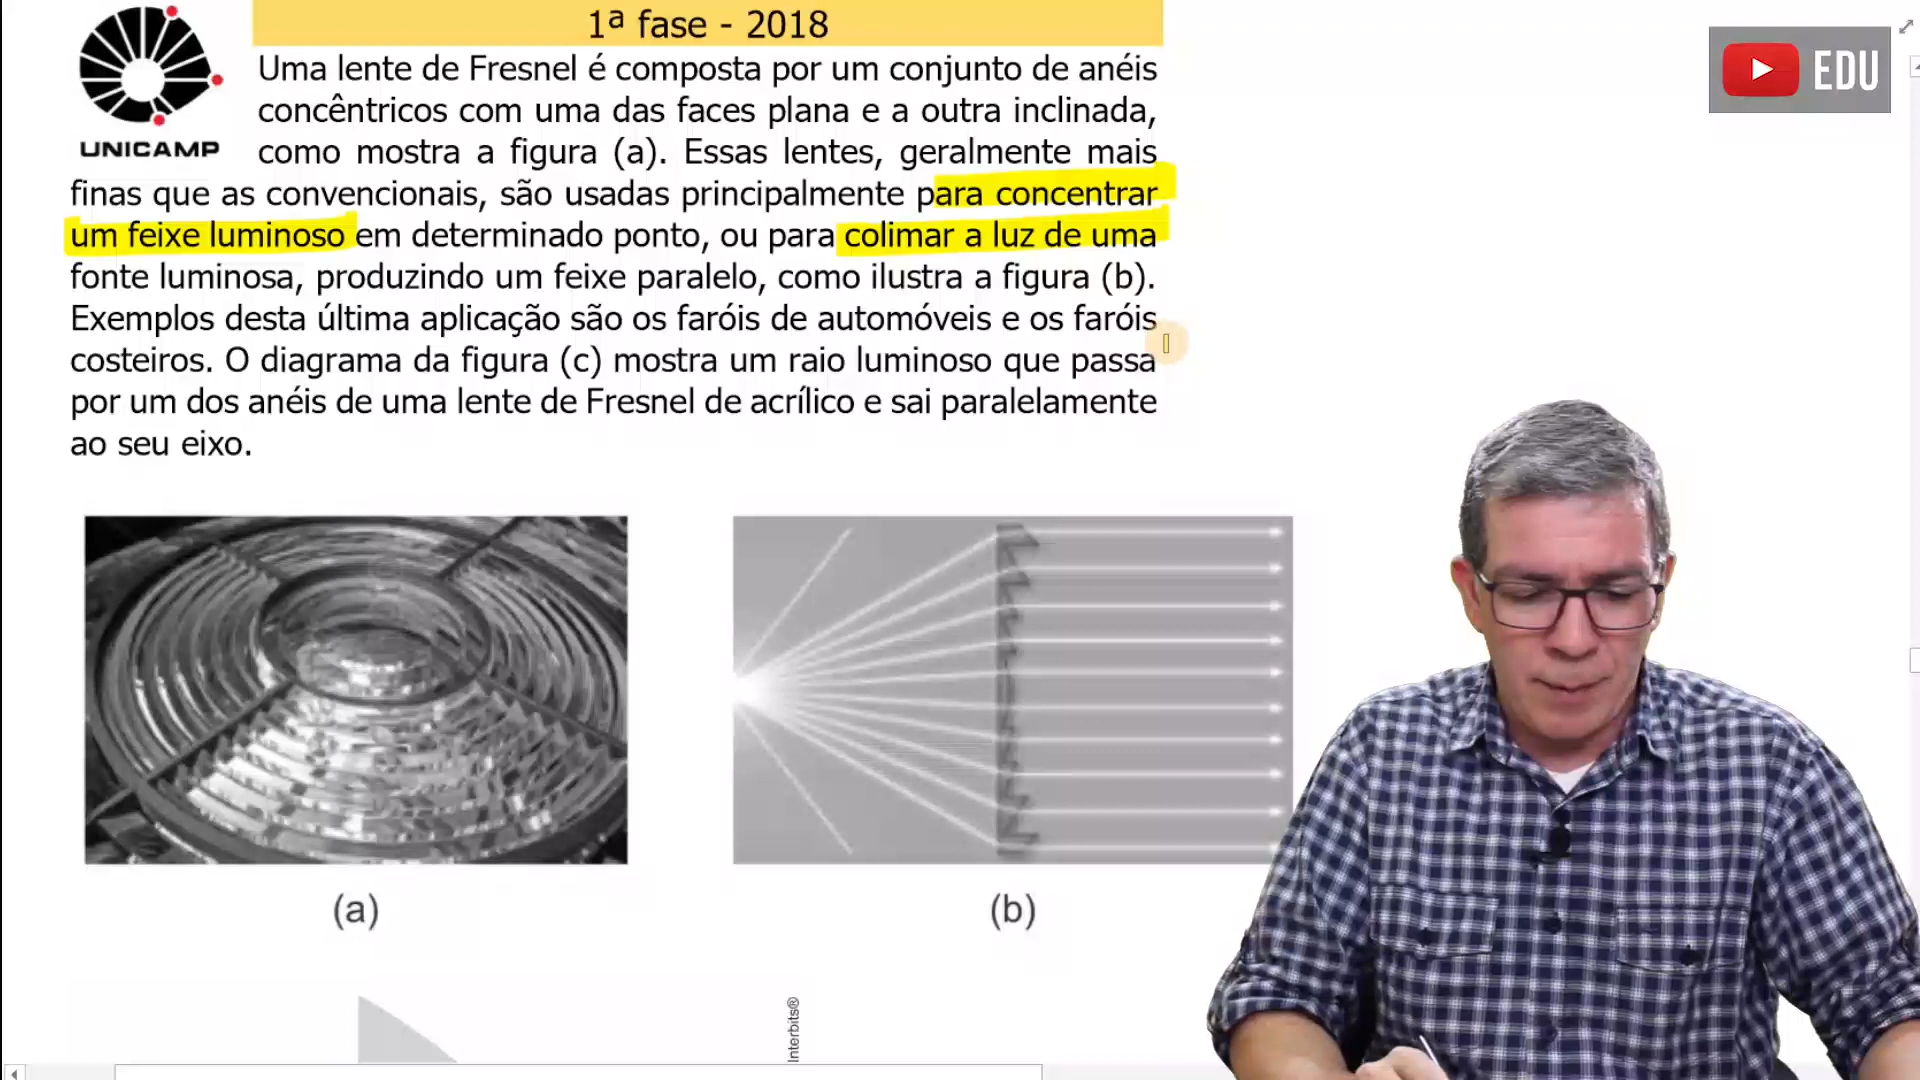 1ª fase - 2018
EDU
UNICAMP
Uma lente de Fresnel é composta por um conjunto de anéis
concêntricos com uma das faces plana e a outra inclinada,
como mostra a figura (a). Essas lentes, geralmente mais
finas que as convencionais, são usadas principalmente para concentrar
um feixe luminoso em determinado ponto, ou para colimar a luz de uma
fonte luminosa, produzindo um feixe paralelo, como ilustra a figura (b).
Exemplos desta última aplicação são os faróis de automóveis e os faróis
costeiros. O diagrama da figura (c) mostra um raio luminoso que passa
por um dos anéis de uma lente de Fresnel de acrílico e sai paralelamente
ao seu eixo.
(a)
(b)
Interbits®